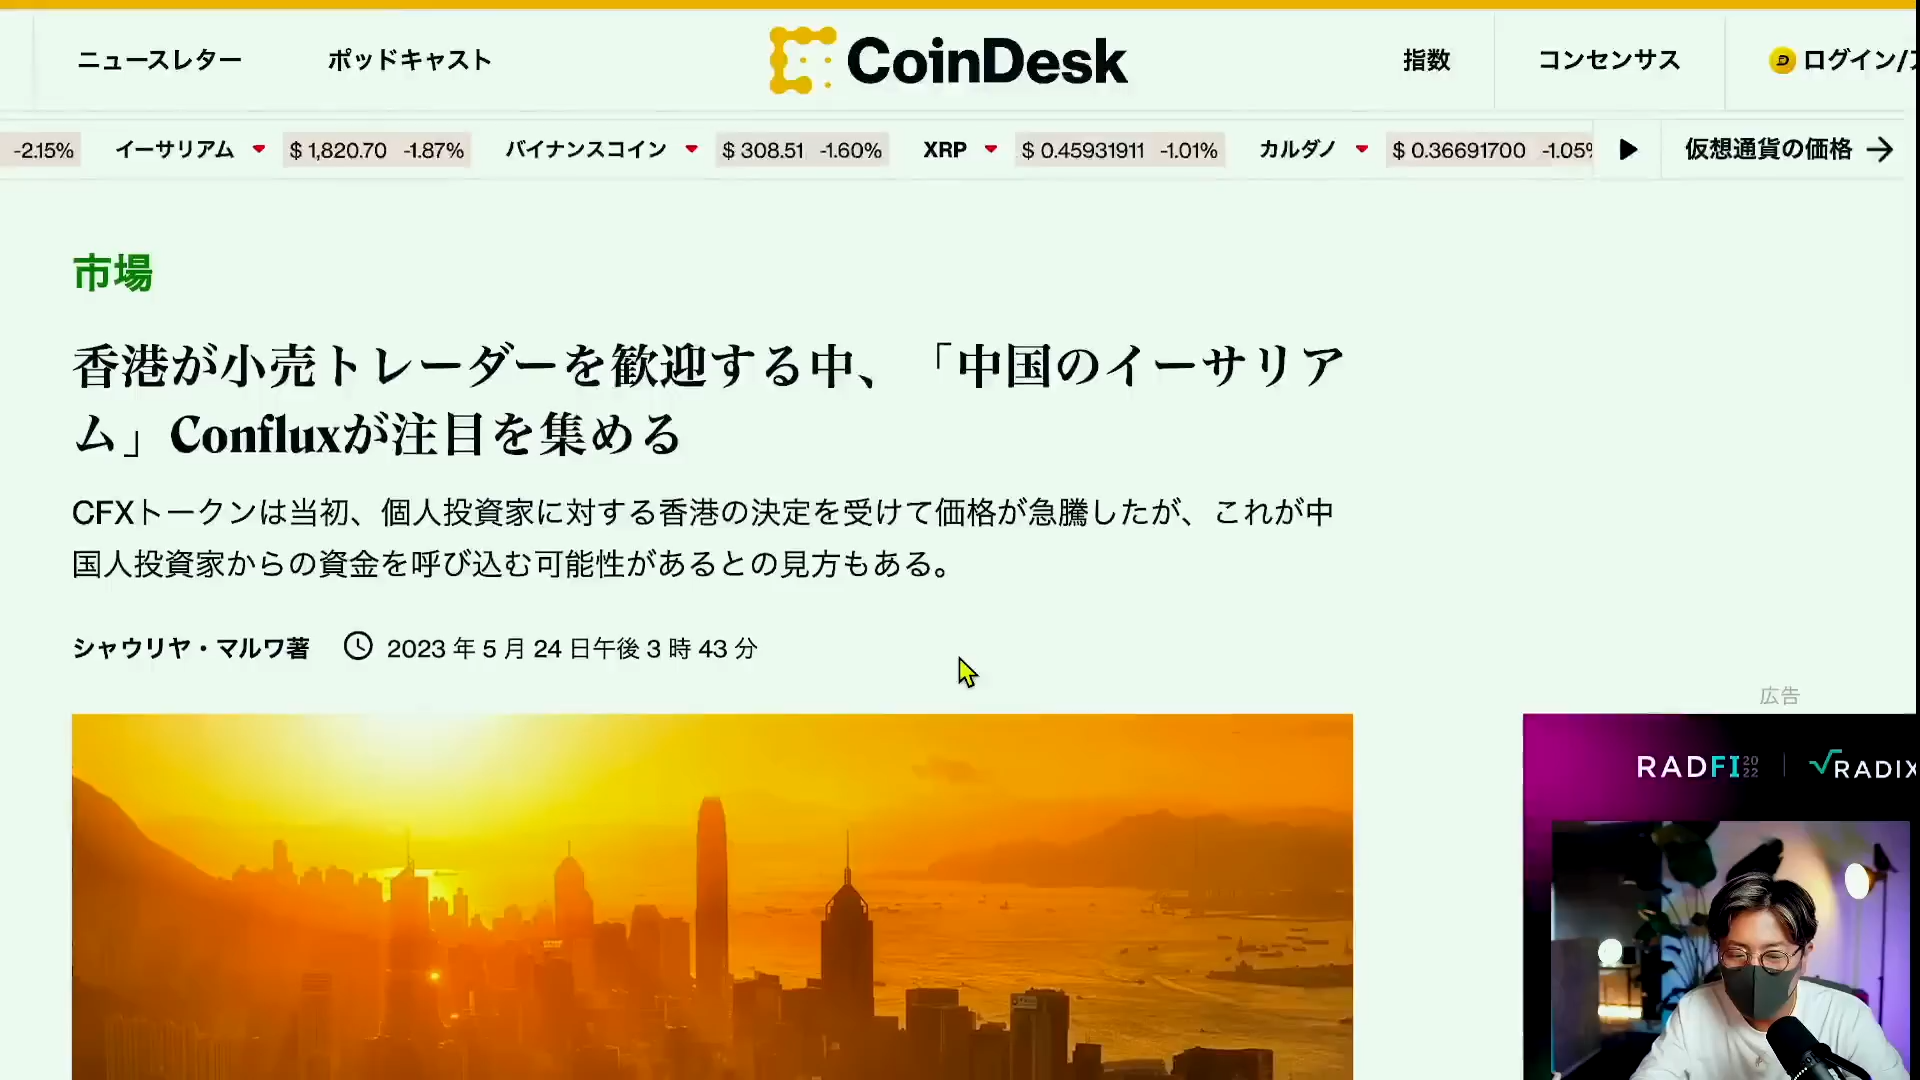 ニュースレター
ポッドキャスト
CoinDesk
指数
コンセンサス
ログイン/
-2.15%
イーサリアム $ 1,820.70 -1.87%
バイナンスコイン $ 308.51 -1.60%
XRP $ 0.45931911 -1.01%
カルダノ $ 0.36691700 -1.05%
仮想通貨の価格
市場
香港が小売トレーダーを歓迎する中、「中国のイーサリア
ム」Confluxが注目を集める
CFXトークンは当初、個人投資家に対する香港の決定を受けて価格が急騰したが、これが中
国人投資家からの資金を呼び込む可能性があるとの見方もある。
シャウリヤ・マルワ著 2023 年 5 月 24 日午後 3 時 43 分
広告
RADFI 20 22
RADIX